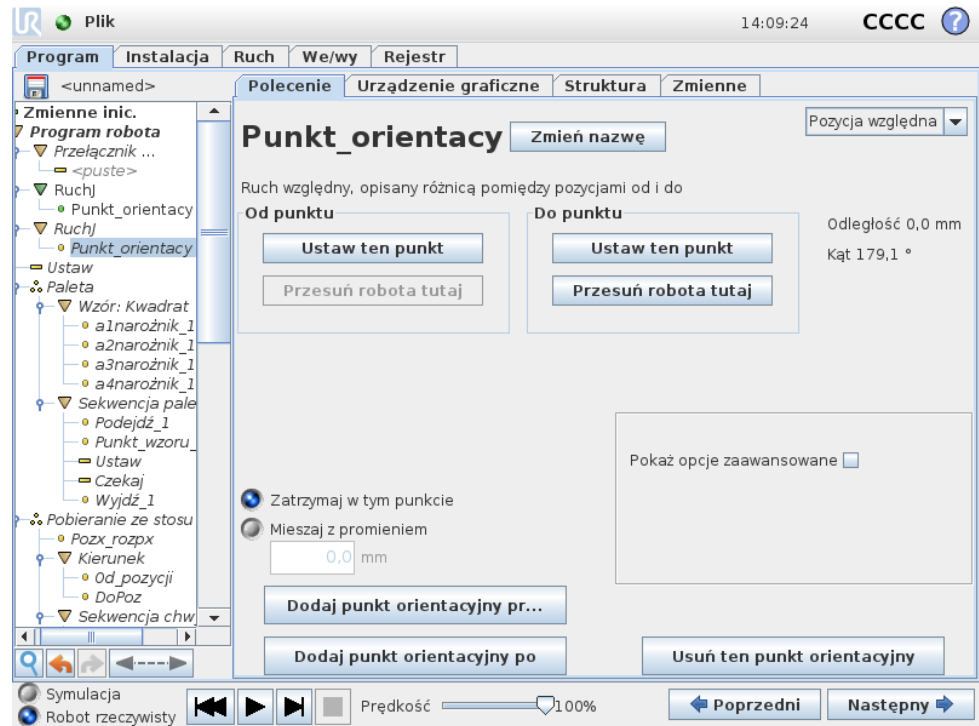 UR Plik 14:09:24 CCCC ?
Program Instalacja Ruch We/wy Rejestr
<unnamed>
Polecenie Urządzenie graficzne Struktura Zmienne
Zmienne inic.
Program robota
Przełącznik ...
<puste>
RuchJ
Punkt_orientacy
RuchJ
Punkt_orientacy
Ustaw
Paleta
Wzór: Kwadrat
a1narożnik_1
a2narożnik_1
a3narożnik_1
a4narożnik_1
Sekwencja pale
Podejdź_1
Punkt_wzoru_
Ustaw
Czekaj
Wyjdź_1
Pobieranie ze stosu
Pozx_rozpx
Kierunek
Od_pozycji
DoPoz
Sekwencja chw
Punkt_orientacy Zmień nazwę
Pozycja względna
Ruch względny, opisany różnicą pomiędzy pozycjami od i do
Od punktu
Ustaw ten punkt
Przesuń robota tutaj
Do punktu
Ustaw ten punkt
Przesuń robota tutaj
Odległość 0,0 mm
Kąt 179,1 °
Pokaż opcje zaawansowane
Zatrzymaj w tym punkcie
Mieszaj z promieniem
0,0 mm
Dodaj punkt orientacyjny pr...
Dodaj punkt orientacyjny po
Usuń ten punkt orientacyjny
Symulacja
Robot rzeczywisty
Prędkość 100%
Poprzedni
Następny